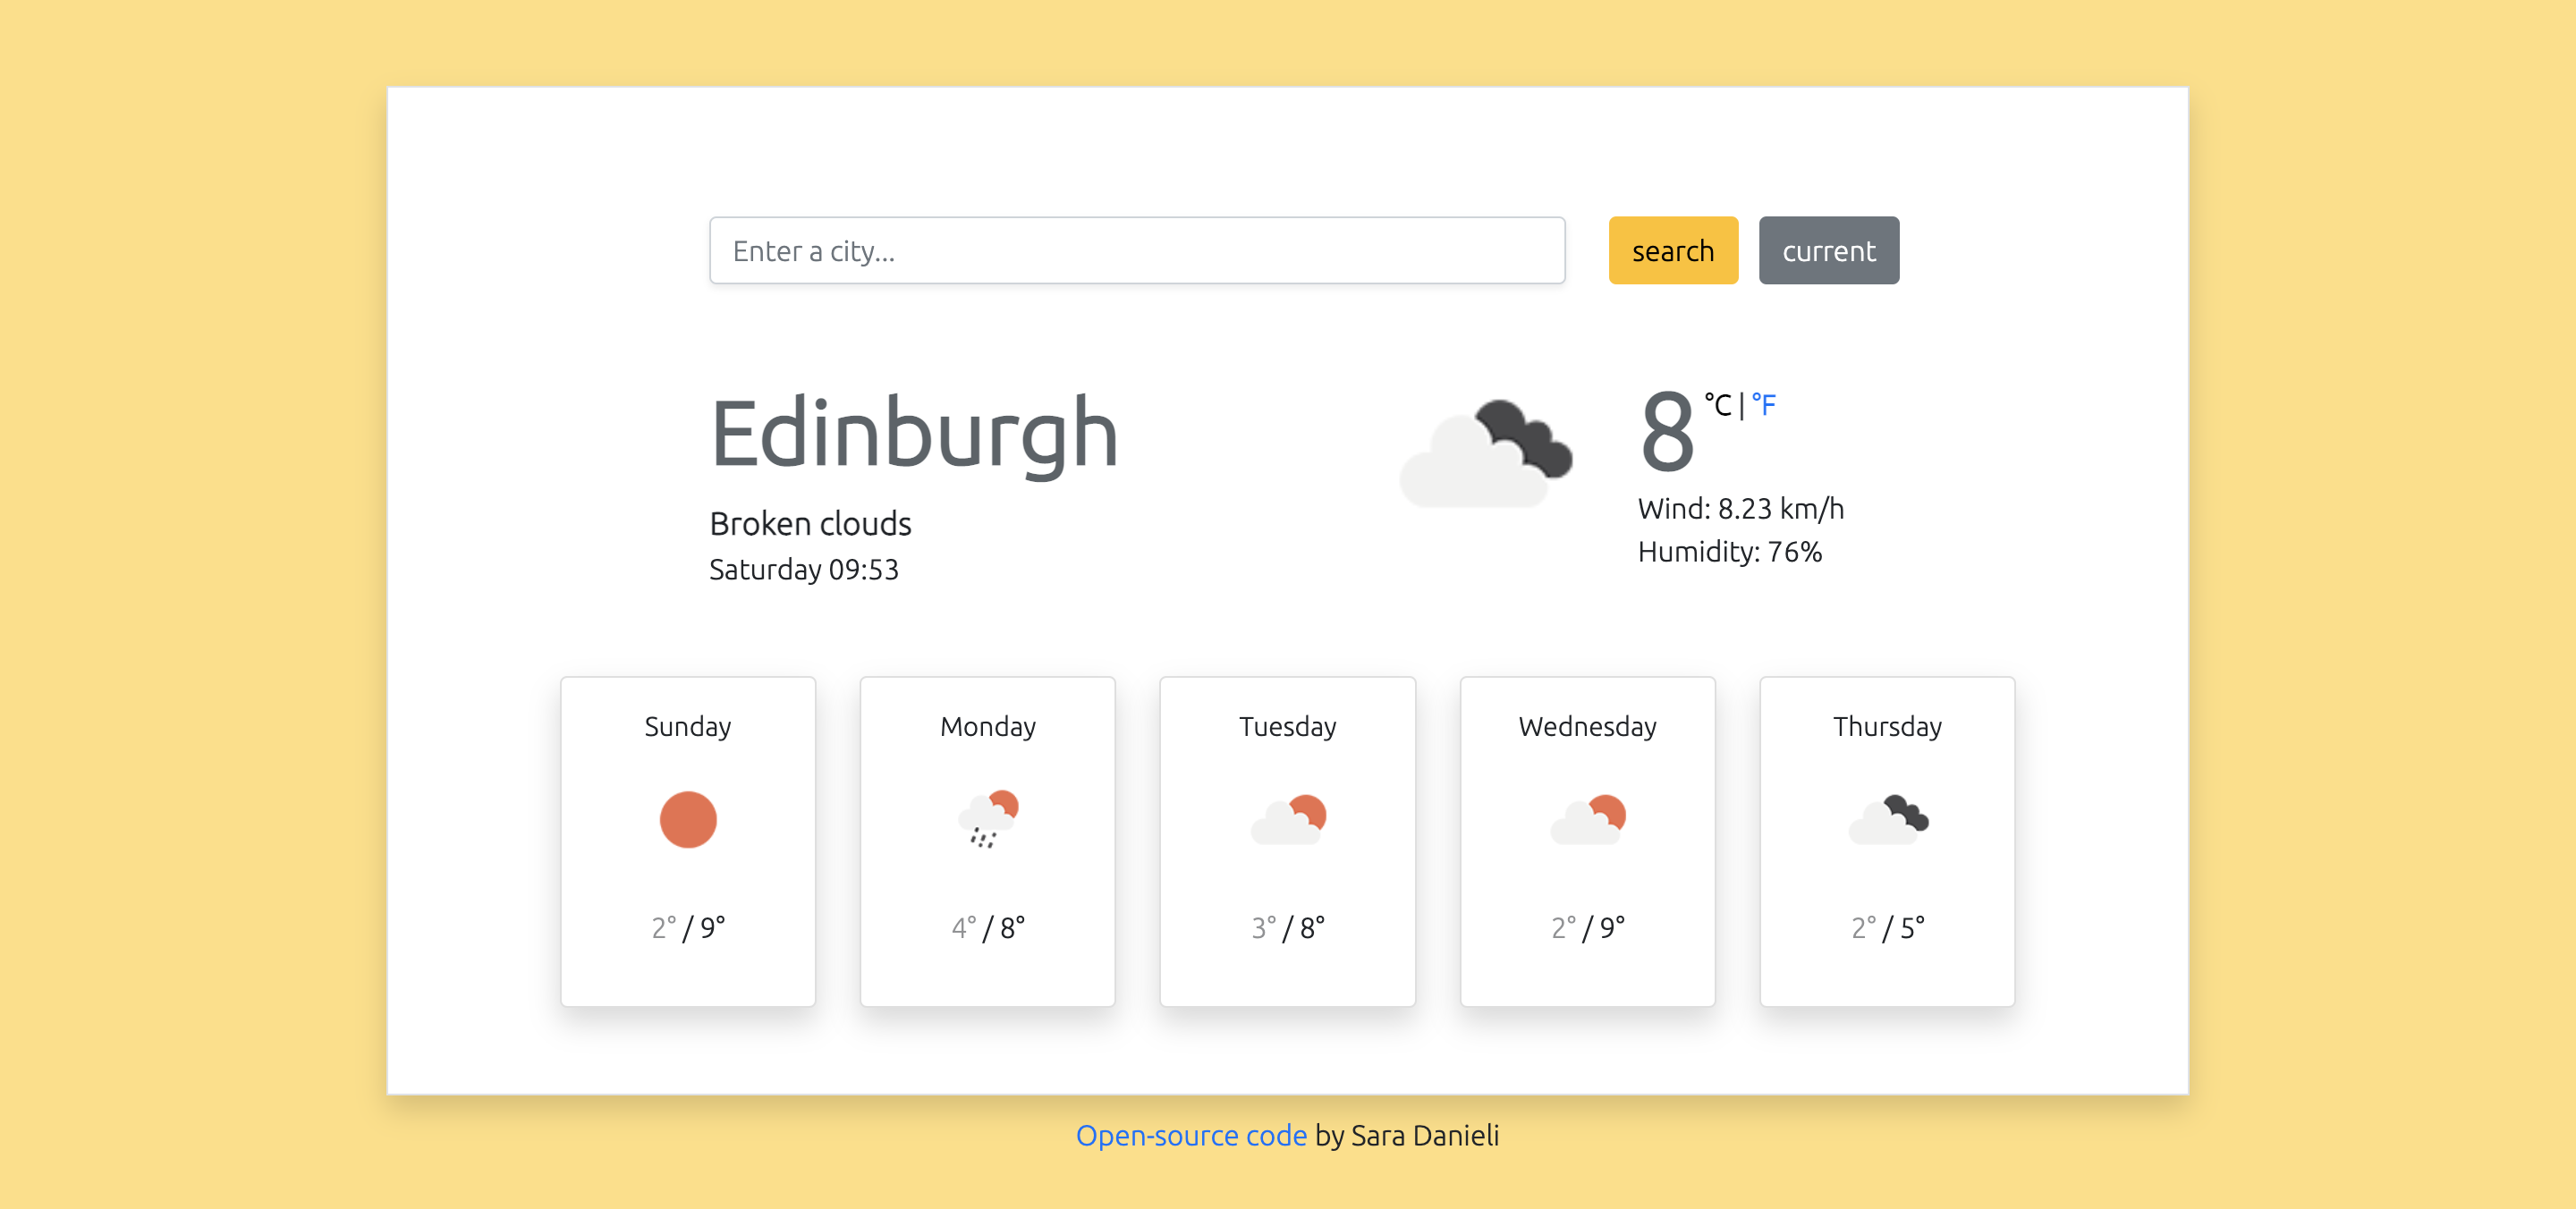 Enter a city...
search
current
Edinburgh
8 °C | °F
Broken clouds
Saturday 09:53
Wind: 8.23 km/h
Humidity: 76%
Sunday
2° / 9°
Monday
4° / 8°
Tuesday
3° / 8°
Wednesday
2° / 9°
Thursday
2° / 5°
Open-source code by Sara Danieli